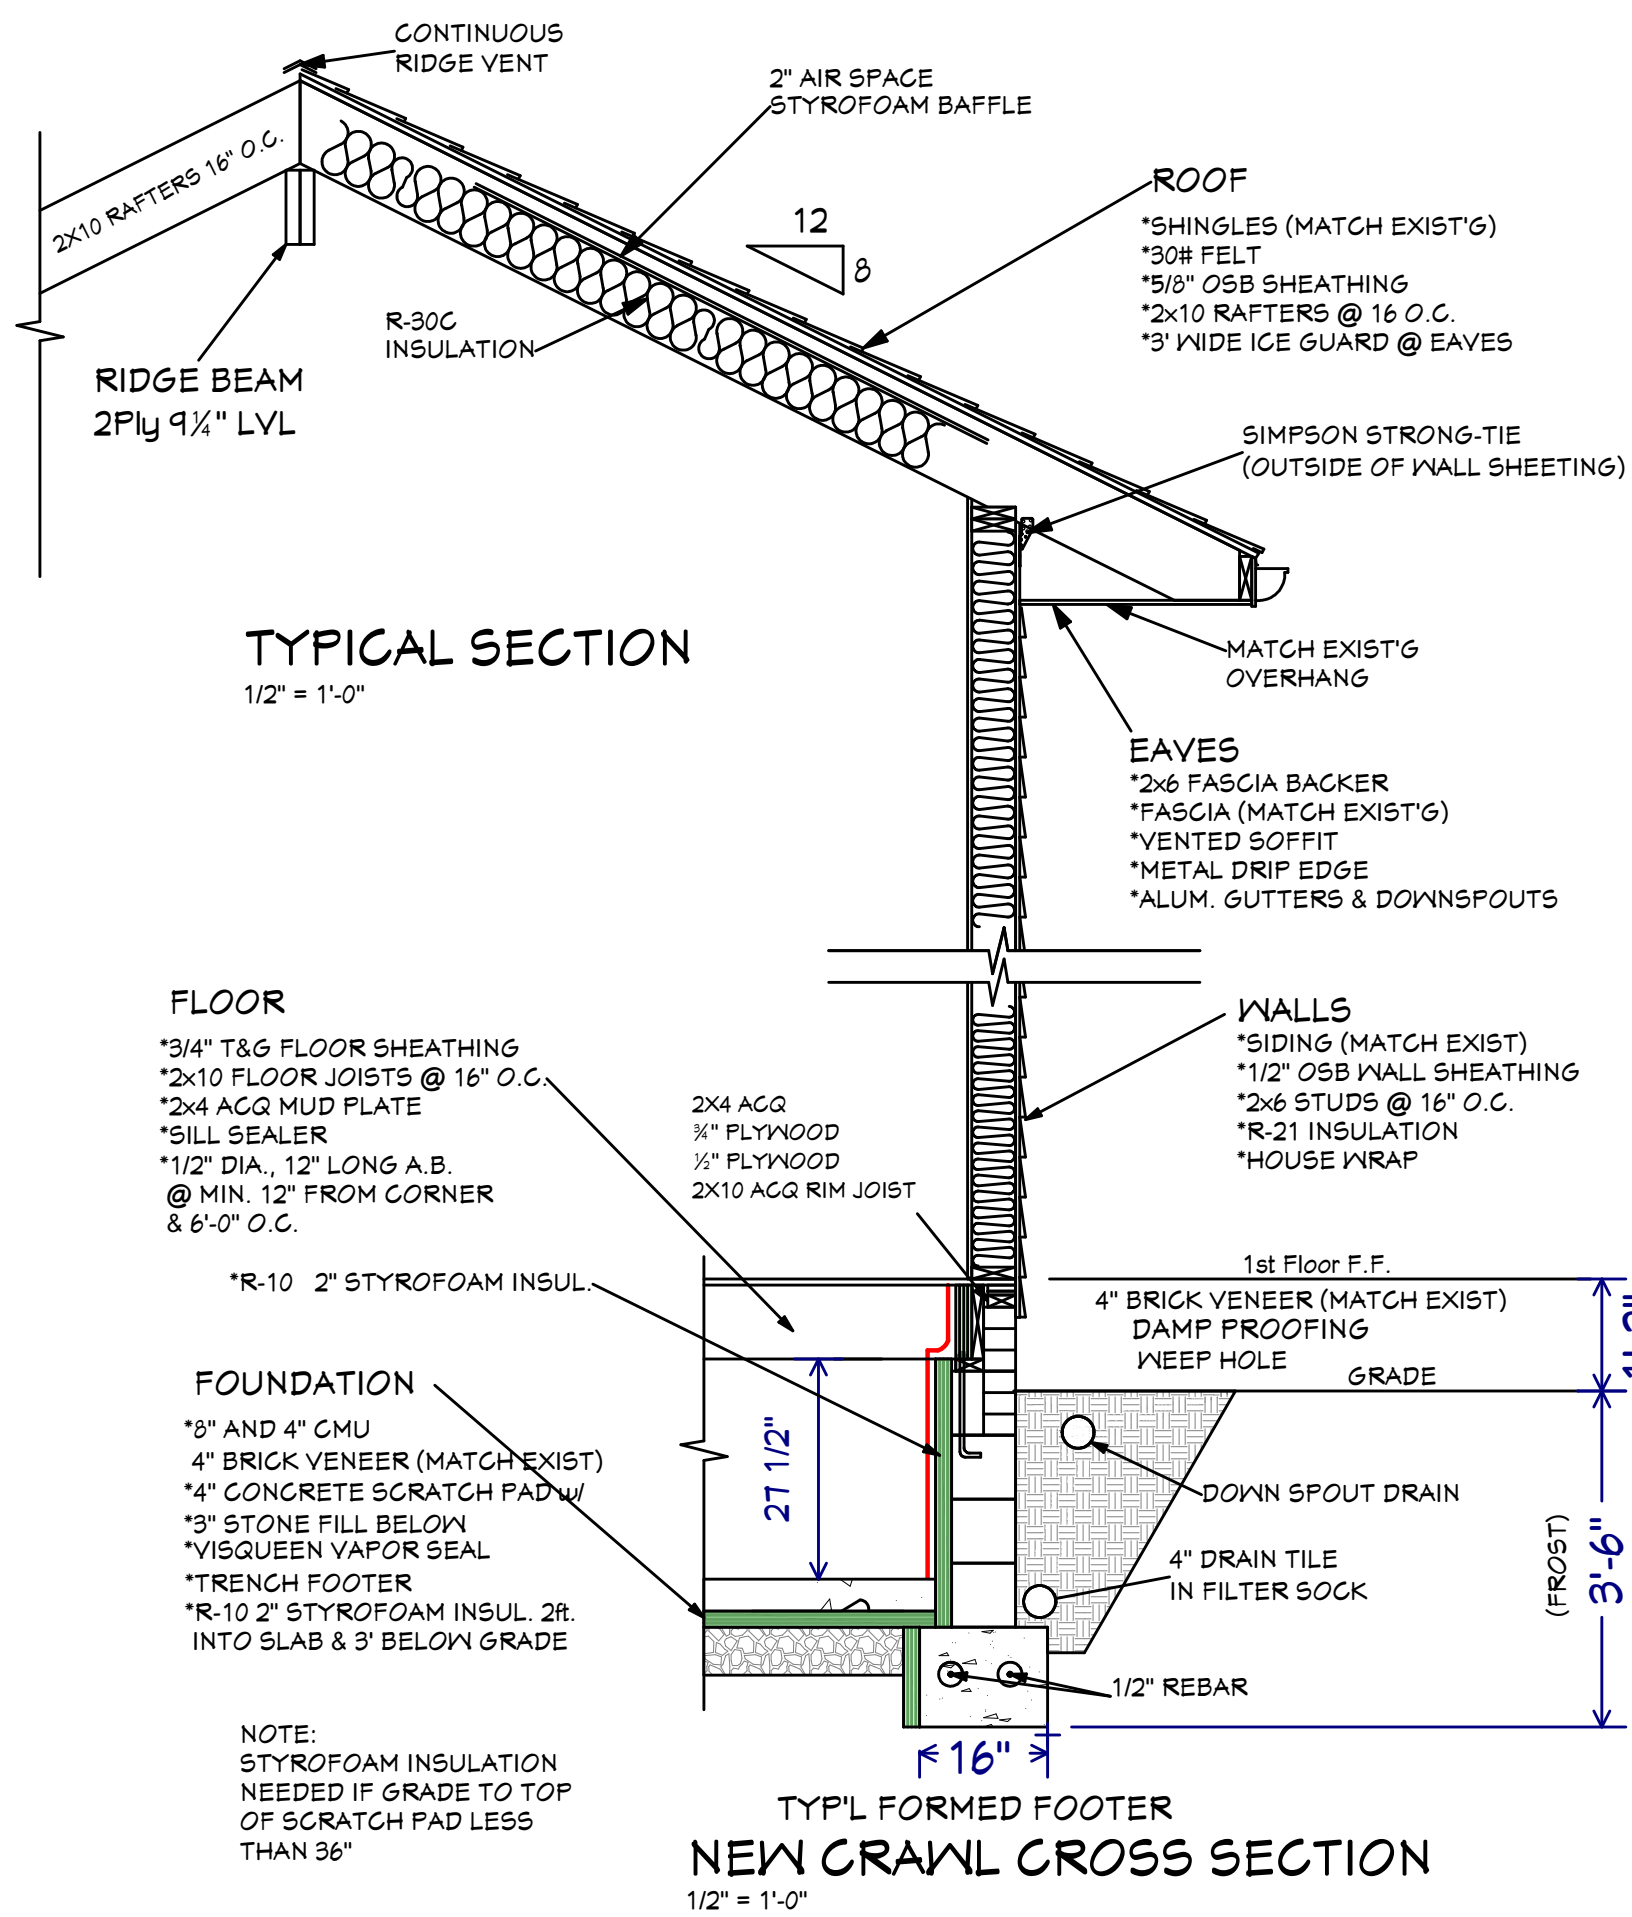 CONTINUOUS
RIDGE VENT
2" AIR SPACE
STYROFOAM BAFFLE
2X10 RAFTERS 16" O.C.
ROOF
*SHINGLES (MATCH EXIST'G)
*30# FELT
*5/8" OSB SHEATHING
*2x10 RAFTERS @ 16 O.C.
*3' WIDE ICE GUARD @ EAVES
12
8
R-30C
INSULATION
RIDGE BEAM
2Ply 9¼" LVL
SIMPSON STRONG-TIE
(OUTSIDE OF WALL SHEETING)
TYPICAL SECTION
1/2" = 1'-0"
MATCH EXIST'G
OVERHANG
EAVES
*2x6 FASCIA BACKER
*FASCIA (MATCH EXIST'G)
*VENTED SOFFIT
*METAL DRIP EDGE
*ALUM. GUTTERS & DOWNSPOUTS
FLOOR
*3/4" T&G FLOOR SHEATHING
*2x10 FLOOR JOISTS @ 16" O.C.
*2x4 ACQ MUD PLATE
*SILL SEALER
*1/2" DIA., 12" LONG A.B.
@ MIN. 12" FROM CORNER
& 6'-0" O.C.
2X4 ACQ
¾" PLYWOOD
½" PLYWOOD
2X10 ACQ RIM JOIST
WALLS
*SIDING (MATCH EXIST)
*1/2" OSB WALL SHEATHING
*2x6 STUDS @ 16" O.C.
*R-21 INSULATION
*HOUSE WRAP
*R-10 2" STYROFOAM INSUL.
1st Floor F.F.
4" BRICK VENEER (MATCH EXIST)
DAMP PROOFING
WEEP HOLE
GRADE
FOUNDATION
*8" AND 4" CMU
4" BRICK VENEER (MATCH EXIST)
*4" CONCRETE SCRATCH PAD w/
*3" STONE FILL BELOW
*VISQUEEN VAPOR SEAL
*TRENCH FOOTER
*R-10 2" STYROFOAM INSUL. 2ft.
INTO SLAB & 3' BELOW GRADE
27 1/2"
DOWN SPOUT DRAIN
4" DRAIN TILE
IN FILTER SOCK
(FROST)
3'-6"
1/2" REBAR
16"
NOTE:
STYROFOAM INSULATION
NEEDED IF GRADE TO TOP
OF SCRATCH PAD LESS
THAN 36"
TYP'L FORMED FOOTER
NEW CRAWL CROSS SECTION
1/2" = 1'-0"